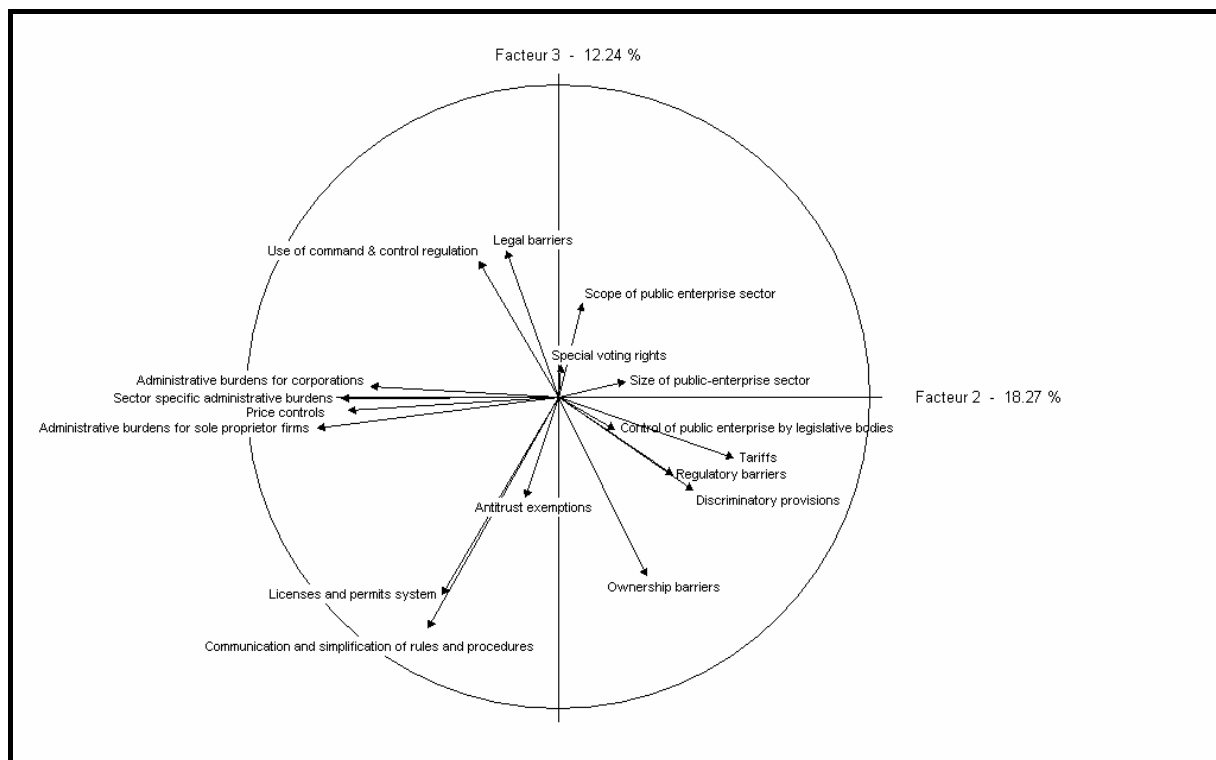 Facteur 3 - 12.24 %
Legal barriers
Use of command & control regulation
Scope of public enterprise sector
Special voting rights
Administrative burdens for corporations
Size of public-enterprise sector
Sector specific administrative burdens
Facteur 2 - 18.27 %
Price controls
Administrative burdens for sole proprietor firms
Control of public enterprise by legislative bodies
Tariffs
Regulatory barriers
Discriminatory provisions
Antitrust exemptions
Ownership barriers
Licenses and permits system
Communication and simplification of rules and procedures